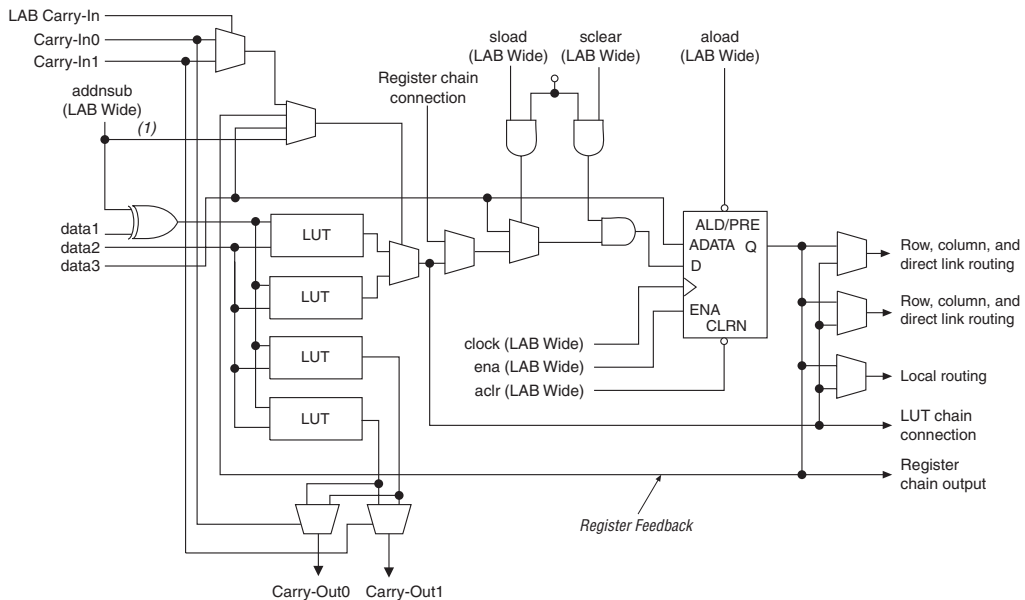 LAB Carry-In
Carry-In0
Carry-In1
addnsub
(LAB Wide)
(1)
data1
data2
data3
LUT
LUT
LUT
LUT
Register chain
connection
sload
(LAB Wide)
sclear
(LAB Wide)
aload
(LAB Wide)
ALD/PRE
ADATA
Q
D
ENA
CLRN
clock (LAB Wide)
ena (LAB Wide)
aclr (LAB Wide)
Row, column, and
direct link routing
Row, column, and
direct link routing
Local routing
LUT chain
connection
Register
chain output
Register Feedback
Carry-Out0
Carry-Out1